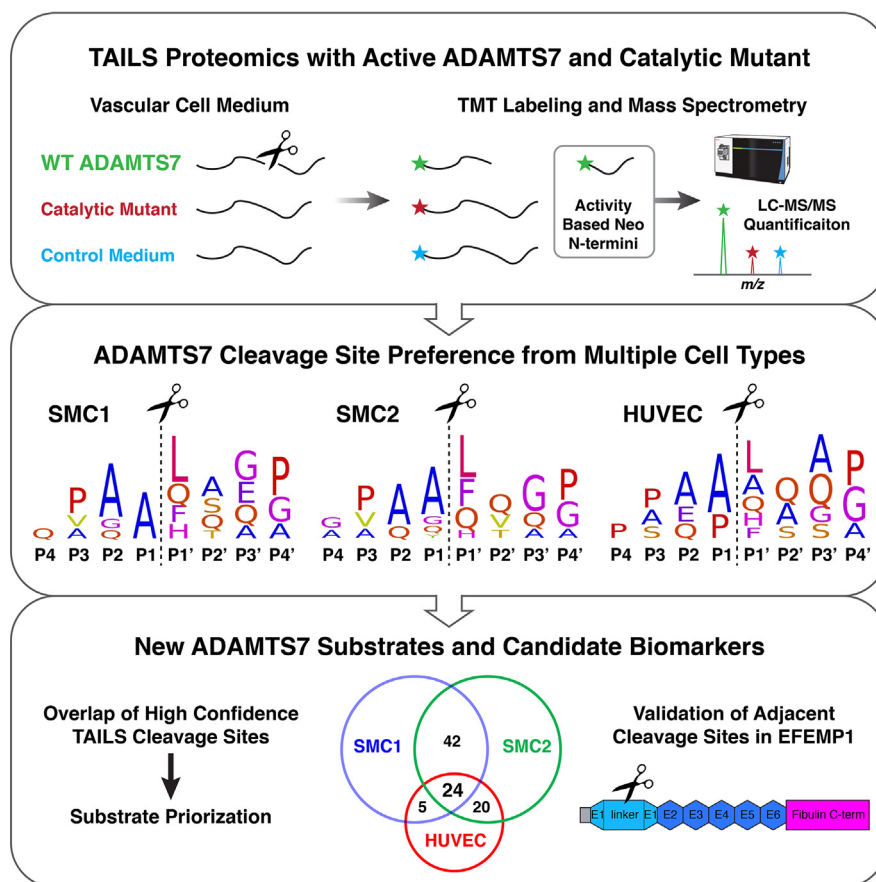 TAILS Proteomics with Active ADAMTS7 and Catalytic Mutant
Vascular Cell Medium
TMT Labeling and Mass Spectrometry
WT ADAMTS7
Catalytic Mutant
Control Medium
Activity
Based Neo
N-termini
LC-MS/MS
Quantificaiton
m/z
ADAMTS7 Cleavage Site Preference from Multiple Cell Types
SMC1
Q P V A A G Q A L Q F H A S Q T G E Q A P G A
P4 P3 P2 P1 P1' P2' P3' P4'
SMC2
G P V A A Q A G Q Y L F Q H Q V T G Q A P G A
P4 P3 P2 P1 P1' P2' P3' P4'
HUVEC
P P A S A E Q A P L A Q H F Q A S A Q G S P G A
P4 P3 P2 P1 P1' P2' P3' P4'
New ADAMTS7 Substrates and Candidate Biomarkers
Overlap of High Confidence
TAILS Cleavage Sites
Substrate Priorization
SMC1
42
SMC2
24
5
20
HUVEC
Validation of Adjacent
Cleavage Sites in EFEMP1
E1 linker E1 E2 E3 E4 E5 E6 Fibulin C-term